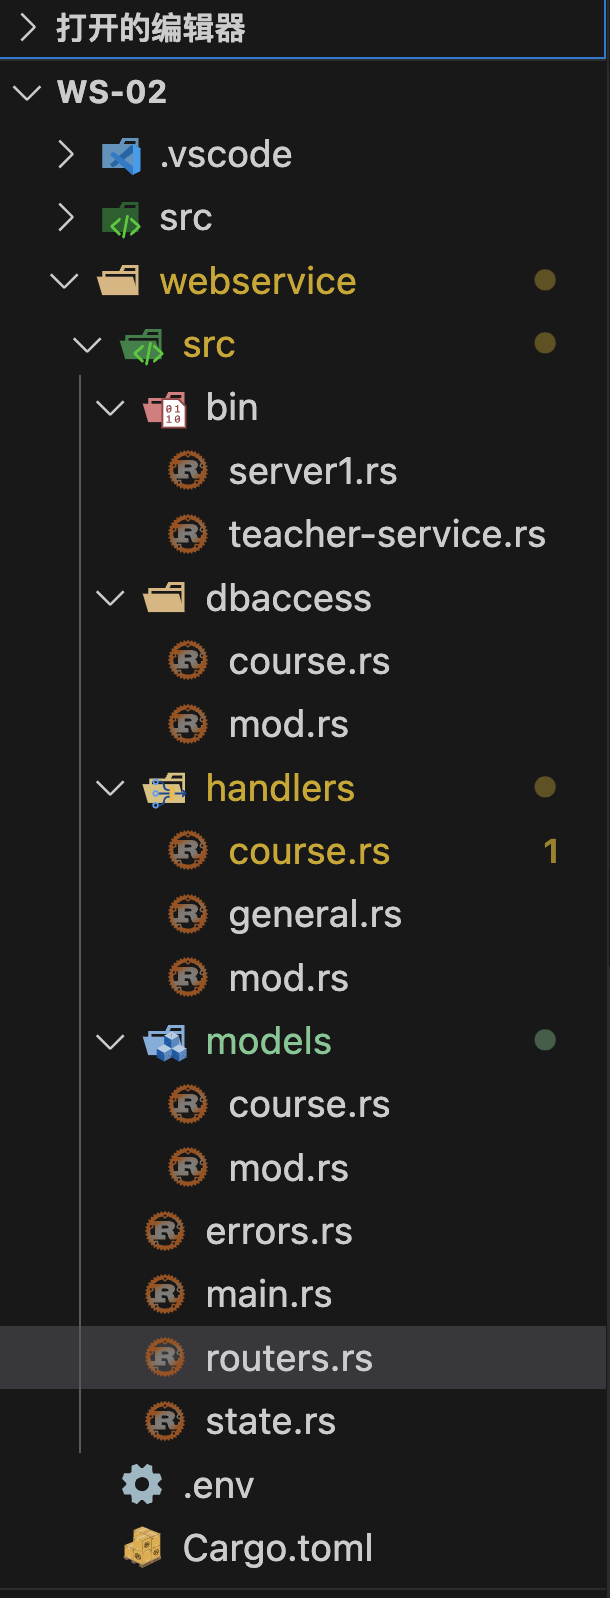 打开的编辑器
WS-02
.vscode
src
webservice
src
bin
server1.rs
teacher-service.rs
dbaccess
course.rs
mod.rs
handlers
course.rs 1
general.rs
mod.rs
models
course.rs
mod.rs
errors.rs
main.rs
routers.rs
state.rs
.env
Cargo.toml